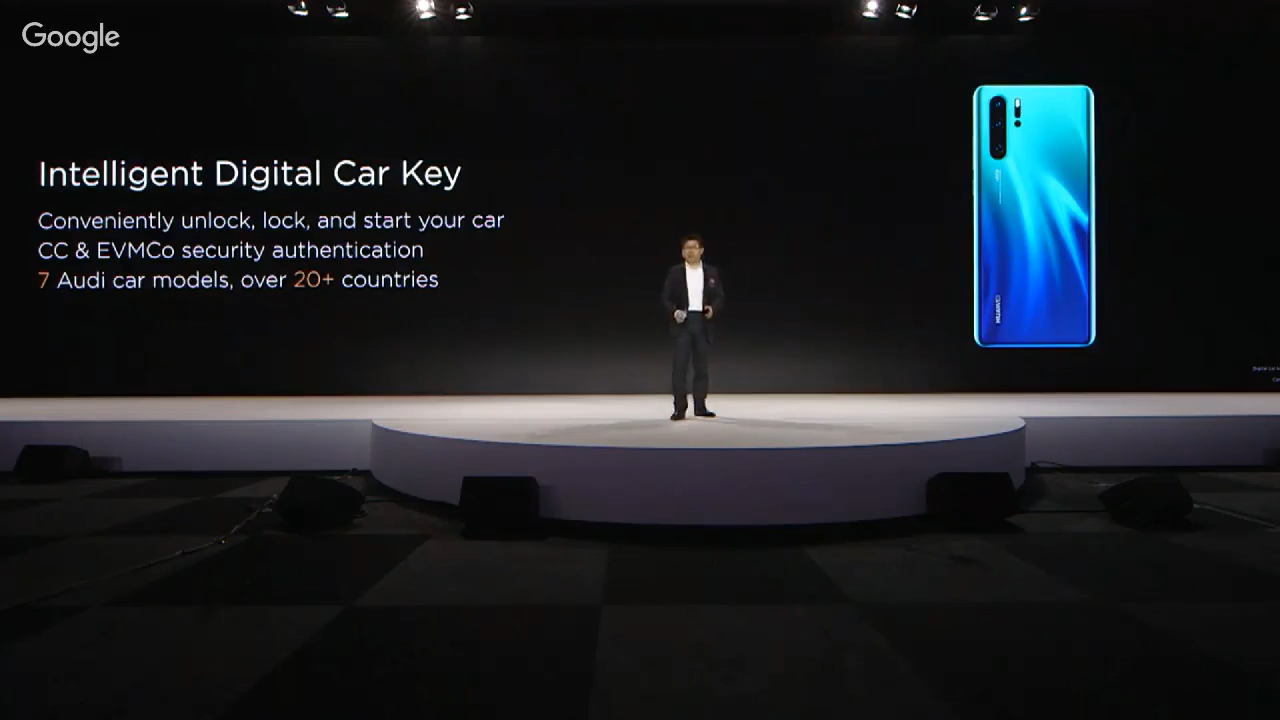 Google
Intelligent Digital Car Key
Conveniently unlock, lock, and start your car
CC & EVMCo security authentication
7 Audi car models, over 20+ countries
HUAWEI